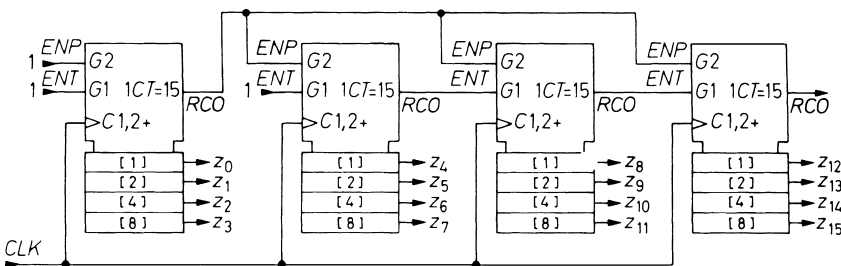 ENP ENP ENP ENP
1 G2 G2 G2 G2
ENT ENT ENT ENT
1 G1 1CT=15 1 G1 1CT=15 G1 1CT=15 G1 1CT=15
RCO RCO RCO RCO
C1,2+ C1,2+ C1,2+ C1,2+
[1] Z0 [1] Z4 [1] Z8 [1] Z12
[2] Z1 [2] Z5 [2] Z9 [2] Z13
[4] Z2 [4] Z6 [4] Z10 [4] Z14
[8] Z3 [8] Z7 [8] Z11 [8] Z15
CLK